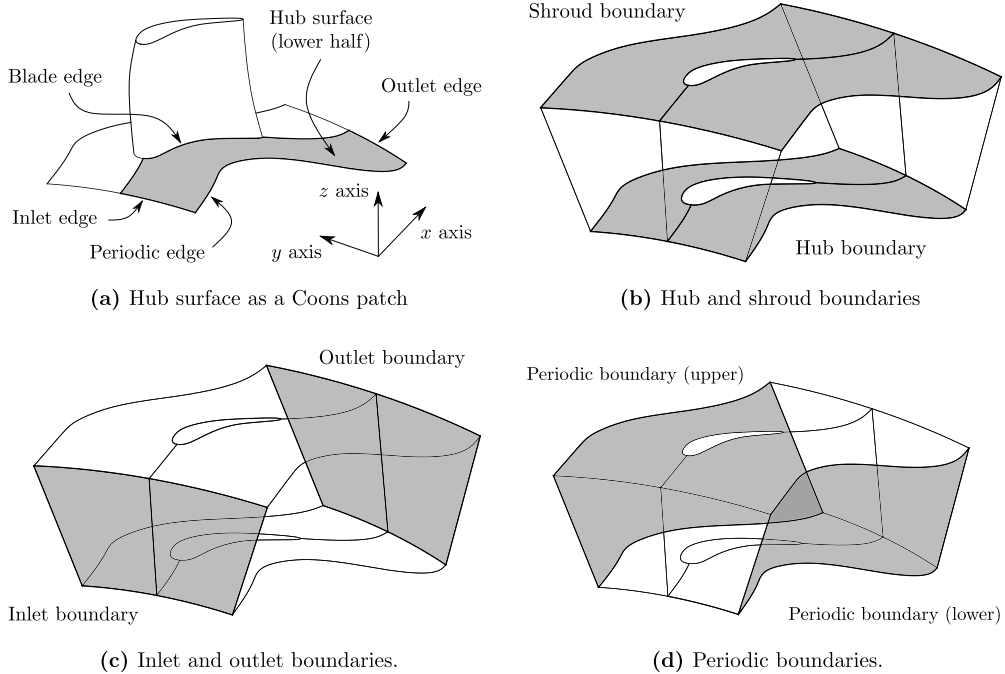 Hub surface
(lower half)
Blade edge
Outlet edge
z axis
x axis
y axis
Inlet edge
Periodic edge
(a) Hub surface as a Coons patch
Shroud boundary
Hub boundary
(b) Hub and shroud boundaries
Outlet boundary
Inlet boundary
(c) Inlet and outlet boundaries.
Periodic boundary (upper)
Periodic boundary (lower)
(d) Periodic boundaries.